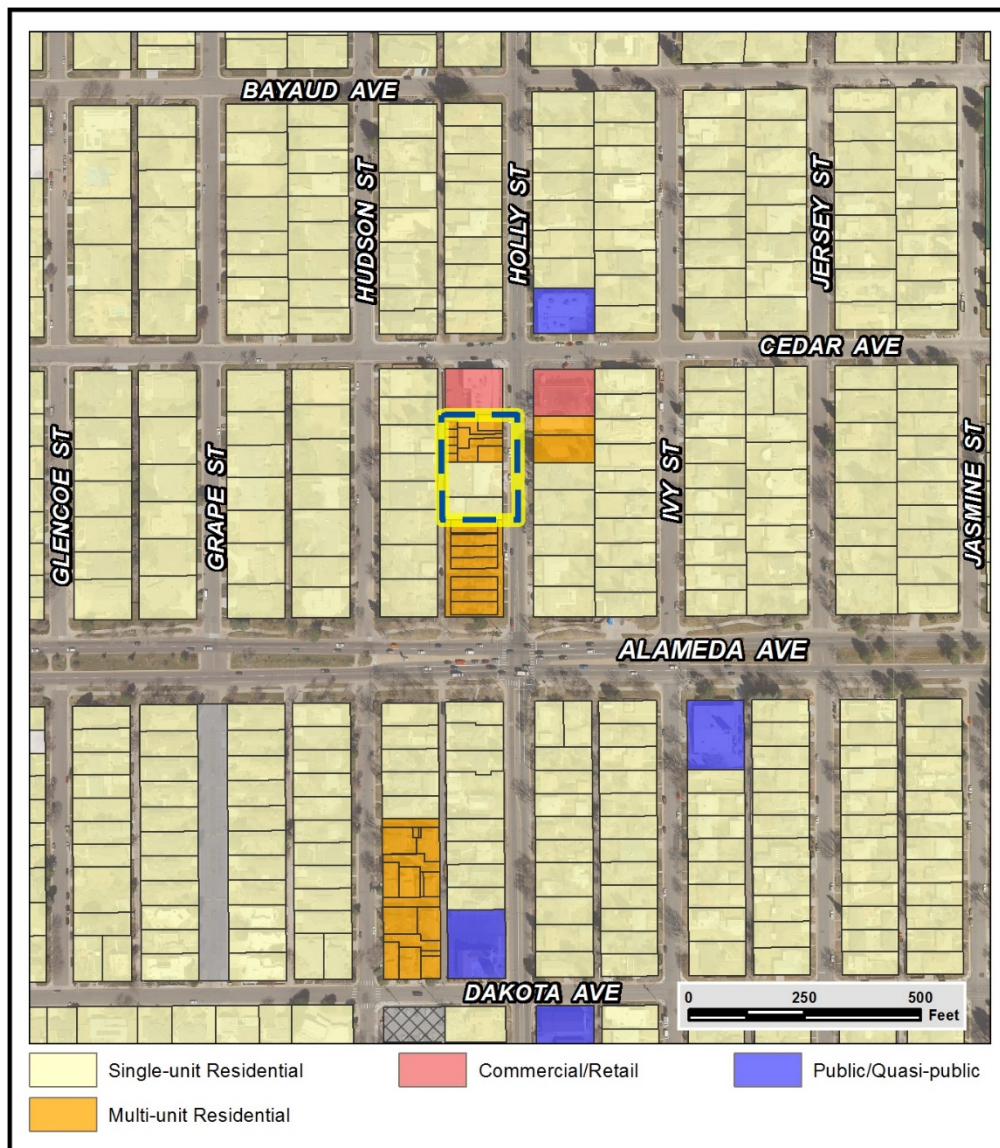 BAYAUD AVE
HUDSON ST
HOLLY ST
JERSEY ST
CEDAR AVE
GLENCOE ST
GRAPE ST
IVY ST
JASMINE ST
ALAMEDA AVE
DAKOTA AVE
0 250 500
Feet
Single-unit Residential
Commercial/Retail
Public/Quasi-public
Multi-unit Residential